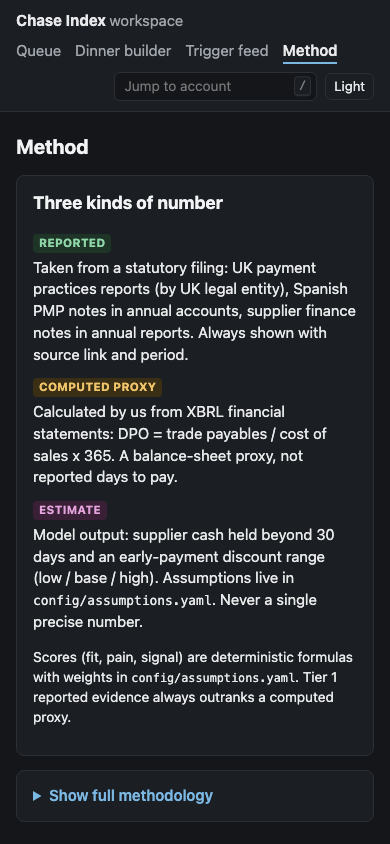 Chase Index workspace
Queue Dinner builder Trigger feed Method
Jump to account / Light
Method
Three kinds of number
REPORTED
Taken from a statutory filing: UK payment
practices reports (by UK legal entity), Spanish
PMP notes in annual accounts, supplier finance
notes in annual reports. Always shown with
source link and period.
COMPUTED PROXY
Calculated by us from XBRL financial
statements: DPO = trade payables / cost of
sales x 365. A balance-sheet proxy, not
reported days to pay.
ESTIMATE
Model output: supplier cash held beyond 30
days and an early-payment discount range
(low / base / high). Assumptions live in
config/assumptions.yaml. Never a single
precise number.
Scores (fit, pain, signal) are deterministic formulas
with weights in config/assumptions.yaml. Tier 1
reported evidence always outranks a computed
proxy.
Show full methodology